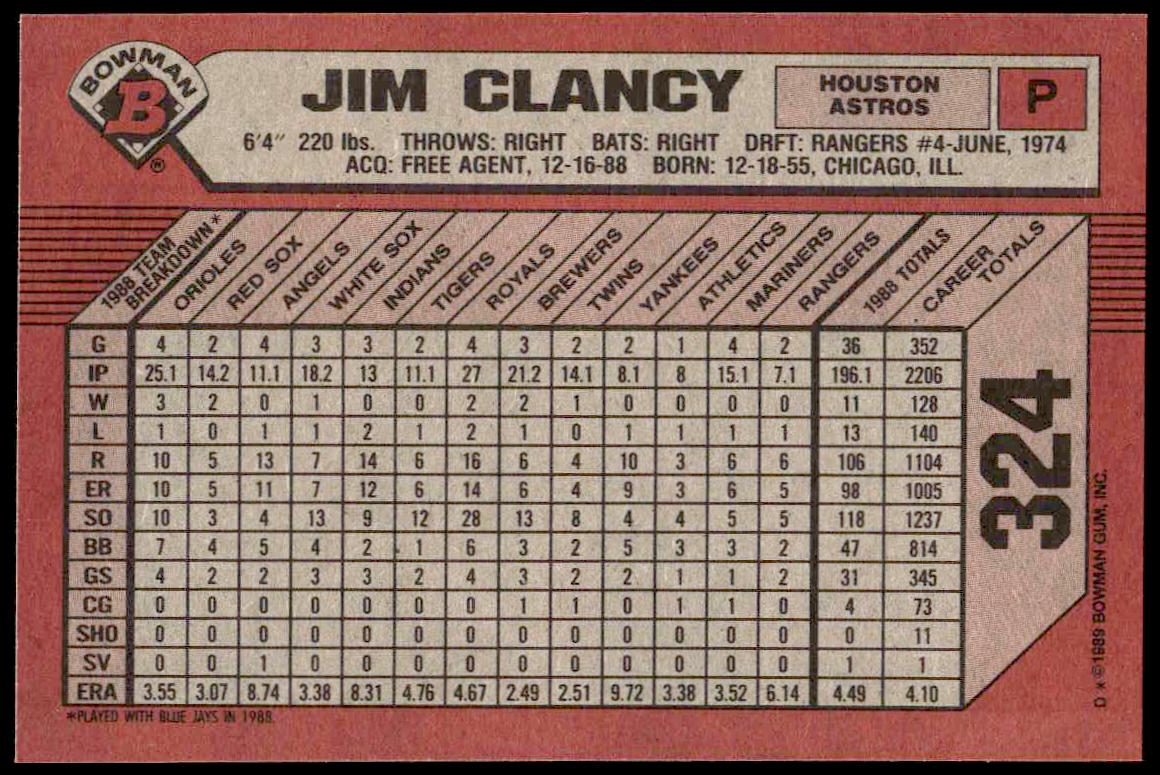 BOWMAN
B
®
JIM CLANCY
HOUSTON
ASTROS
P
6'4" 220 lbs. THROWS: RIGHT BATS: RIGHT DRFT: RANGERS #4-JUNE, 1974
ACQ: FREE AGENT, 12-16-88 BORN: 12-18-55, CHICAGO, ILL.
1988 TEAM BREAKDOWN* ORIOLES RED SOX ANGELS WHITE SOX INDIANS TIGERS ROYALS BREWERS TWINS YANKEES ATHLETICS MARINERS RANGERS 1988 TOTALS CAREER TOTALS
G 4 2 4 3 3 2 4 3 2 2 1 4 2 36 352
IP 25.1 14.2 11.1 18.2 13 11.1 27 21.2 14.1 8.1 8 15.1 7.1 196.1 2206
W 3 2 0 1 0 0 2 2 1 0 0 0 0 11 128
L 1 0 1 1 2 1 2 1 0 1 1 1 1 13 140
R 10 5 13 7 14 6 16 6 4 10 3 6 6 106 1104
ER 10 5 11 7 12 6 14 6 4 9 3 6 5 98 1005
SO 10 3 4 13 9 12 28 13 8 4 4 5 5 118 1237
BB 7 4 5 4 2 1 6 3 2 5 3 3 2 47 814
GS 4 2 2 3 3 2 4 3 2 2 1 1 2 31 345
CG 0 0 0 0 0 0 0 1 1 0 1 1 0 4 73
SHO 0 0 0 0 0 0 0 0 0 0 0 0 0 0 11
SV 0 0 1 0 0 0 0 0 0 0 0 0 0 1 1
ERA 3.55 3.07 8.74 3.38 8.31 4.76 4.67 2.49 2.51 9.72 3.38 3.52 6.14 4.49 4.10
*PLAYED WITH BLUE JAYS IN 1988.
324
D * ©1989 BOWMAN GUM, INC.